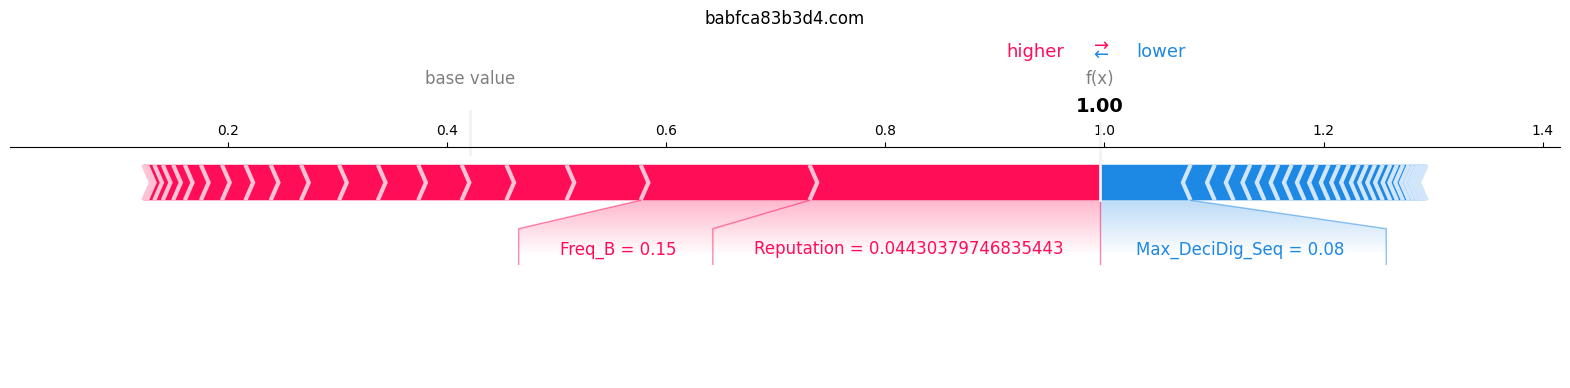 babfca83b3d4.com
higher ⇄ lower
base value f(x)
1.00
0.2 0.4 0.6 0.8 1.0 1.2 1.4
Freq_B = 0.15 Reputation = 0.04430379746835443 Max_DeciDig_Seq = 0.08